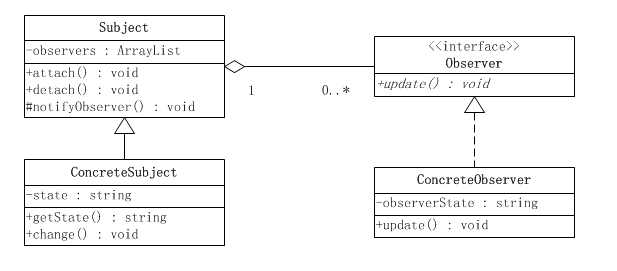 Subject
-observers : ArrayList
+attach() : void
+detach() : void
#notifyObserver() : void
1
0..*
<<interface>>
Observer
+update() : void
ConcreteSubject
-state : string
+getState() : string
+change() : void
ConcreteObserver
-observerState : string
+update() : void